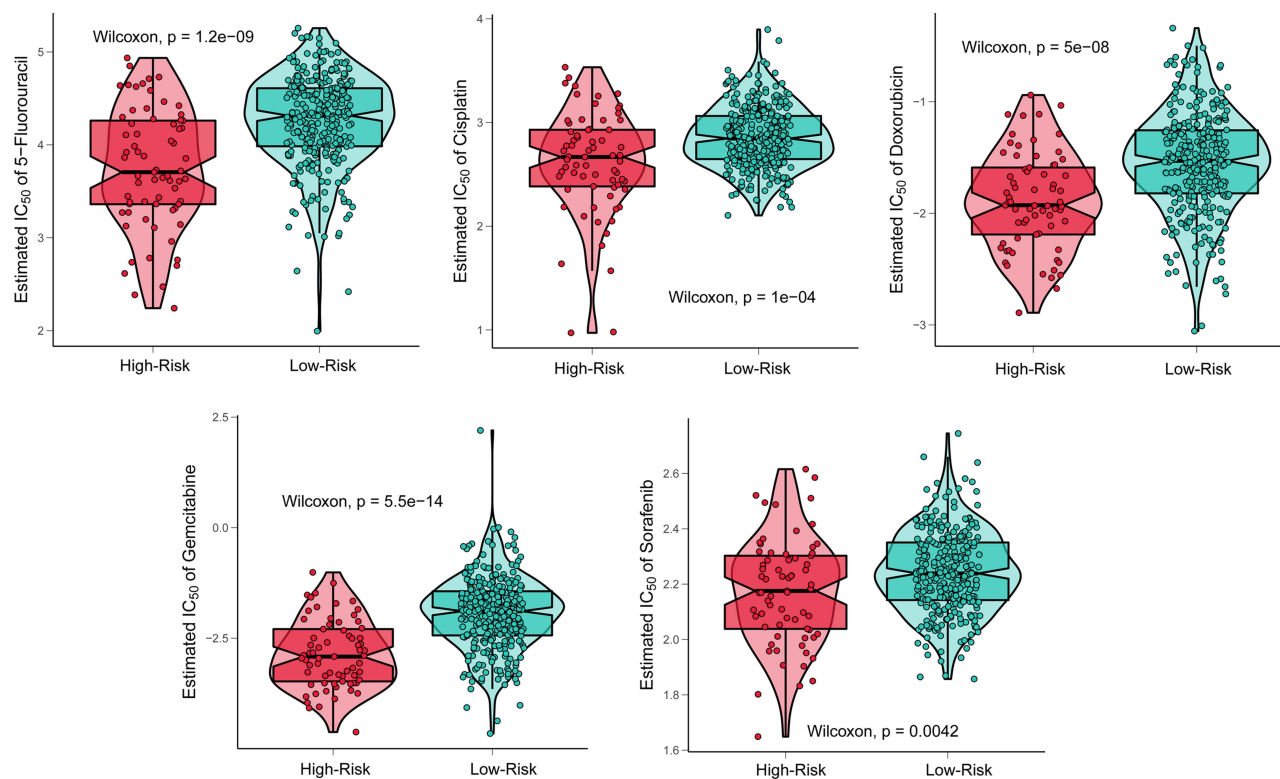 Estimated IC50 of 5−Fluorouracil
Wilcoxon, p = 1.2e−09
5
4
3
2
High-Risk
Low-Risk
Estimated IC50 of Cisplatin
4
3
2
1
Wilcoxon, p = 1e−04
High-Risk
Low-Risk
Estimated IC50 of Doxorubicin
Wilcoxon, p = 5e−08
−1
−2
−3
High-Risk
Low-Risk
Estimated IC50 of Gemcitabine
2.5
Wilcoxon, p = 5.5e−14
0.0
−2.5
High-Risk
Low-Risk
Estimated IC50 of Sorafenib
2.6
2.4
2.2
2.0
1.8
1.6
Wilcoxon, p = 0.0042
High-Risk
Low-Risk